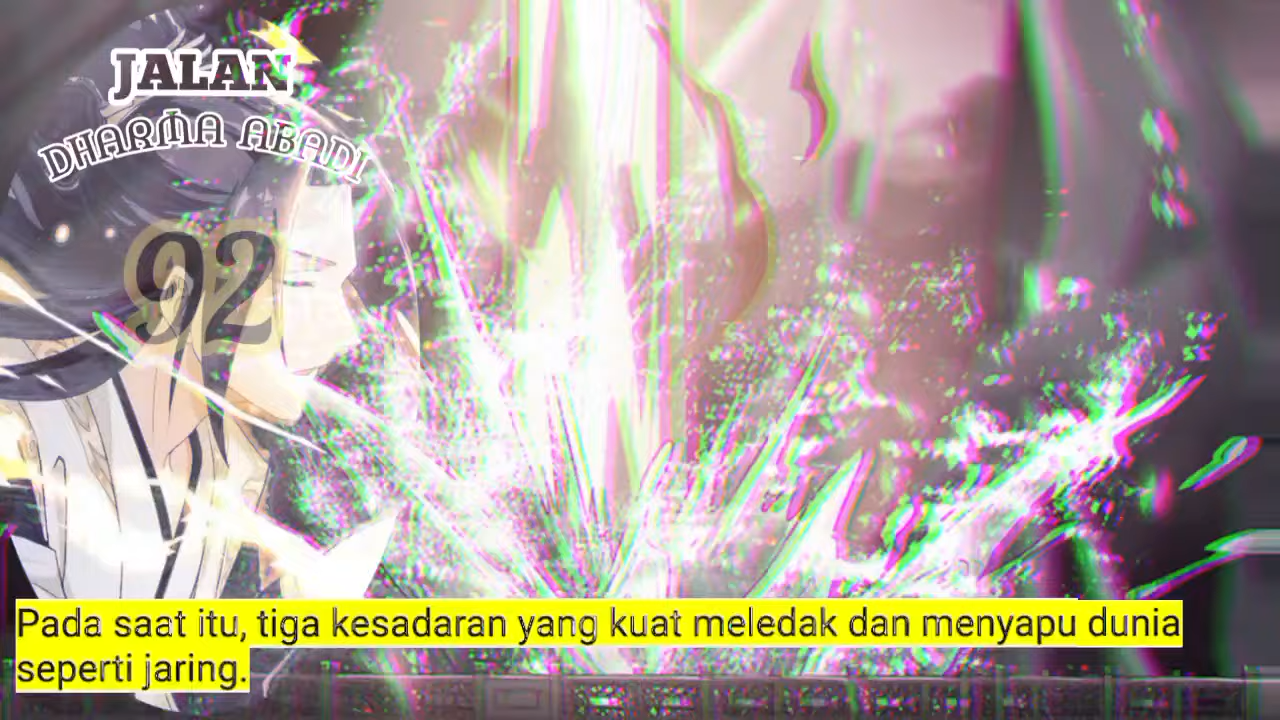 JALAN
DHARMA ABADI
92
Pada saat itu, tiga kesadaran yang kuat meledak dan menyapu dunia
seperti jaring.